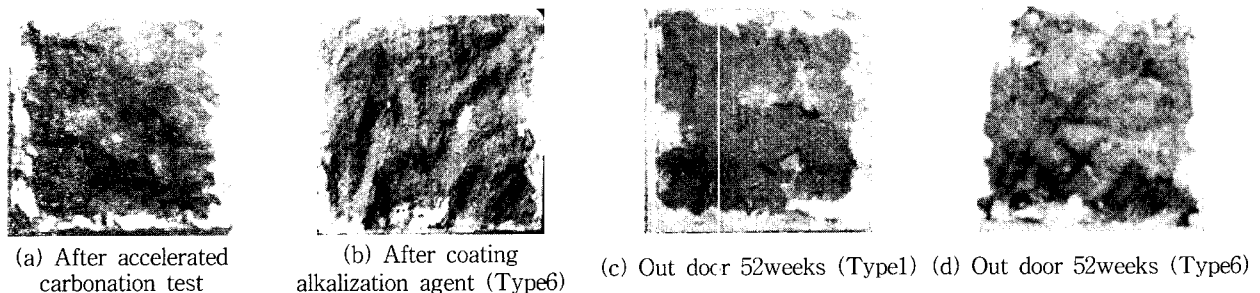 (a) After accelerated
carbonation test
(b) After coating
alkalization agent (Type6)
(c) Out door 52weeks (Type1)
(d) Out door 52weeks (Type6)